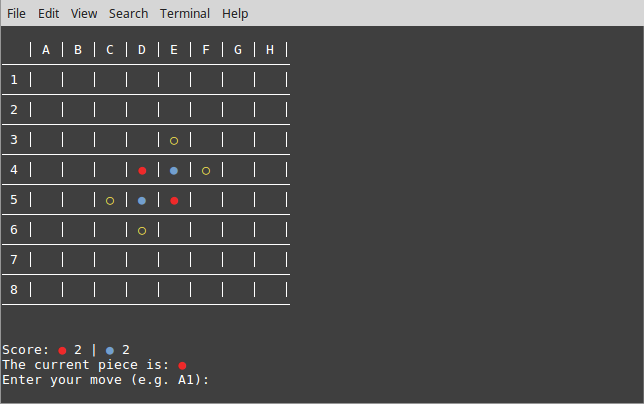 File Edit View Search Terminal Help
| A | B | C | D | E | F | G | H |
1 | | | | | | | | |
2 | | | | | | | | |
3 | | | | | ○ | | | |
4 | | | | ● | ● | ○ | | |
5 | | | ○ | ● | ● | | | |
6 | | | | ○ | | | | |
7 | | | | | | | | |
8 | | | | | | | | |
Score: ● 2 | ● 2
The current piece is: ●
Enter your move (e.g. A1):